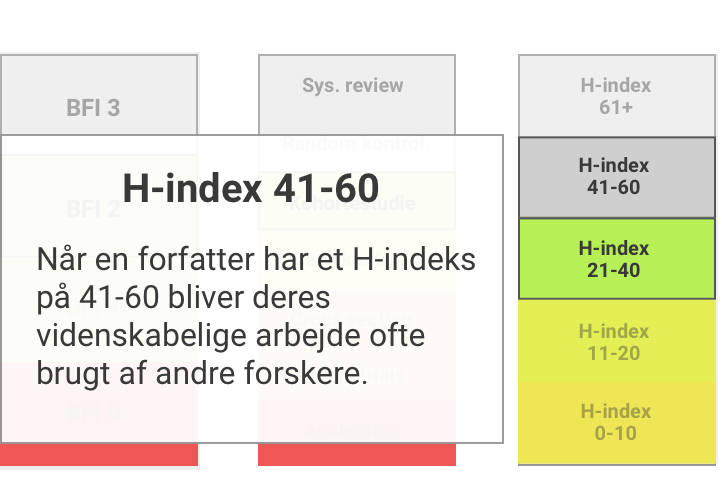 BFI 3
BFI 2
BFI 0
Sys. review
Random kontrol.
Kohortestudie
H-index 41-60
Når en forfatter har et H-indeks
på 41-60 bliver deres
videnskabelige arbejde ofte
brugt af andre forskere.
H-index
61+
H-index
41-60
H-index
21-40
H-index
11-20
H-index
0-10